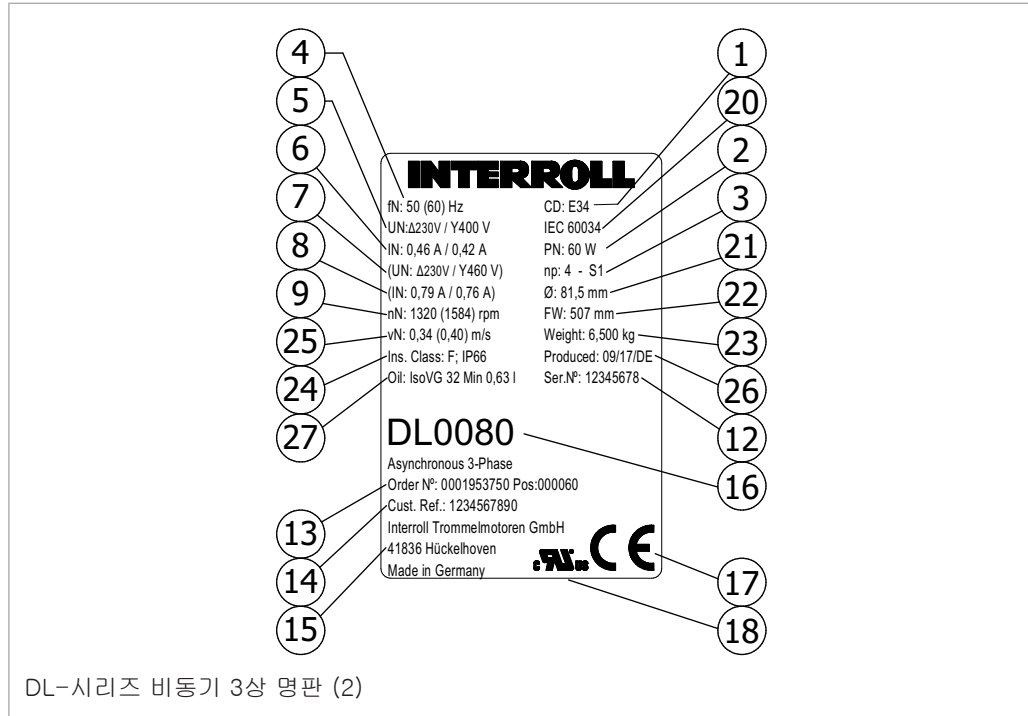 4
5
6
7
8
9
25
24
27
13
14
15
1
20
2
3
21
22
23
26
12
16
17
18
INTERROLL
fN: 50 (60) Hz
UN:Δ230V / Y400 V
IN: 0,46 A / 0,42 A
(UN: Δ230V / Y460 V)
(IN: 0,79 A / 0,76 A)
nN: 1320 (1584) rpm
vN: 0,34 (0,40) m/s
Ins. Class: F; IP66
Oil: IsoVG 32 Min 0,63 l
CD: E34
IEC 60034
PN: 60 W
np: 4 - S1
Ø: 81,5 mm
FW: 507 mm
Weight: 6,500 kg
Produced: 09/17/DE
Ser.Nº: 12345678
DL0080
Asynchronous 3-Phase
Order Nº: 0001953750 Pos:000060
Cust. Ref.: 1234567890
Interroll Trommelmotoren GmbH
41836 Hückelhoven
Made in Germany
c RU US CE
DL-시리즈 비동기 3상 명판 (2)